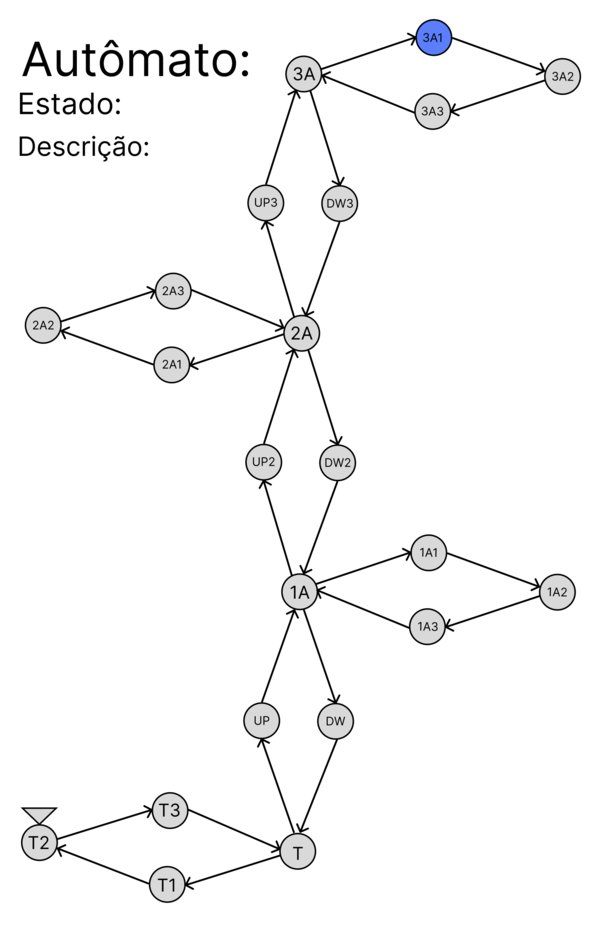 Autômato:
Estado:
Descrição:
3A1
3A
3A2
3A3
UP3
DW3
2A3
2A2
2A
2A1
UP2
DW2
1A1
1A
1A2
1A3
UP
DW
T3
T2
T
T1